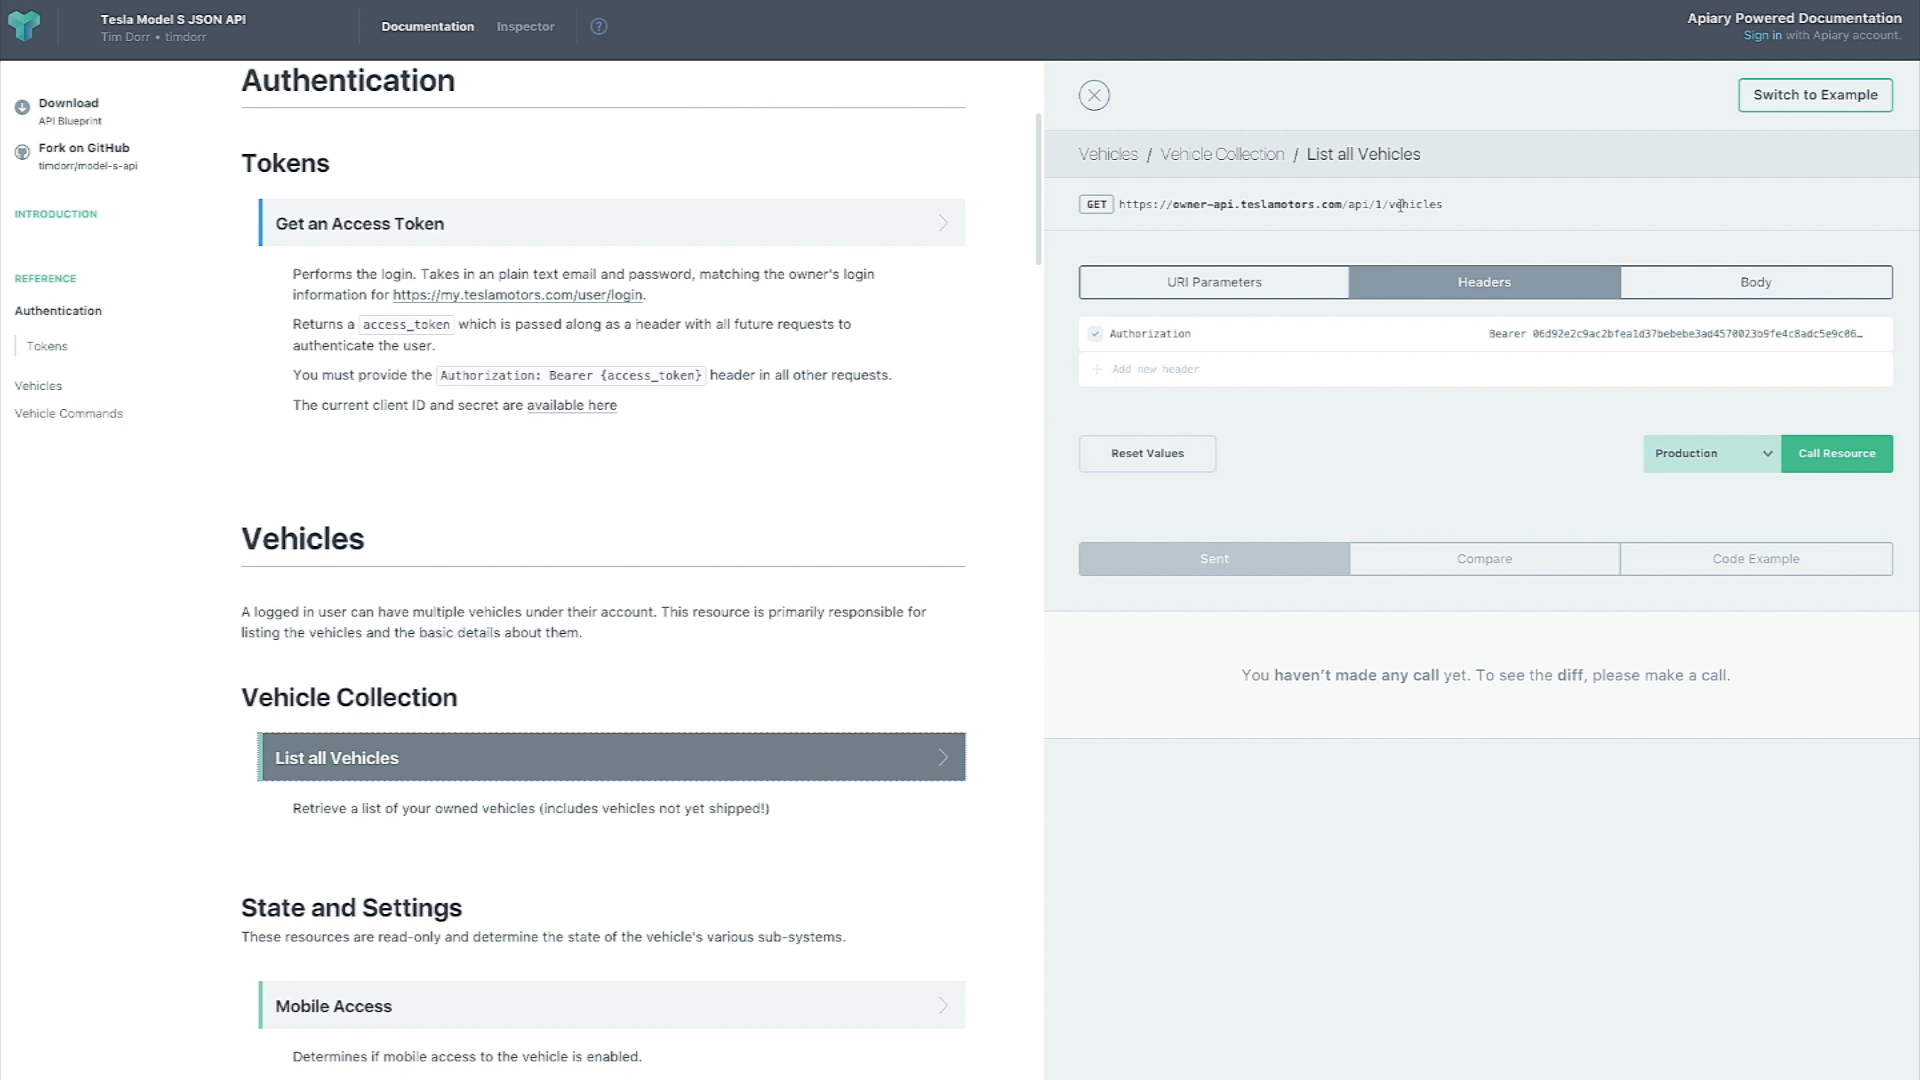 Tesla Model S JSON API
Tim Dorr • timdorr
Documentation
Inspector
?
Apiary Powered Documentation
Sign in with Apiary account.
Download
API Blueprint
Fork on GitHub
timdorr/model-s-api
INTRODUCTION
REFERENCE
Authentication
Tokens
Vehicles
Vehicle Commands
Authentication
Tokens
Get an Access Token
Performs the login. Takes in an plain text email and password, matching the owner's login
information for https://my.teslamotors.com/user/login.
Returns a access_token which is passed along as a header with all future requests to
authenticate the user.
You must provide the Authorization: Bearer {access_token} header in all other requests.
The current client ID and secret are available here
Vehicles
A logged in user can have multiple vehicles under their account. This resource is primarily responsible for
listing the vehicles and the basic details about them.
Vehicle Collection
List all Vehicles
Retrieve a list of your owned vehicles (includes vehicles not yet shipped!)
State and Settings
These resources are read-only and determine the state of the vehicle's various sub-systems.
Mobile Access
Determines if mobile access to the vehicle is enabled.
Switch to Example
Vehicles / Vehicle Collection / List all Vehicles
GET https://owner-api.teslamotors.com/api/1/vehicles
URI Parameters
Headers
Body
Authorization
Bearer 06d92e2c9ac2bfea1d37bebebe3ad4570023b9fe4c8adc5e9c06…
Add new header
Reset Values
Production
Call Resource
Sent
Compare
Code Example
You haven't made any call yet. To see the diff, please make a call.